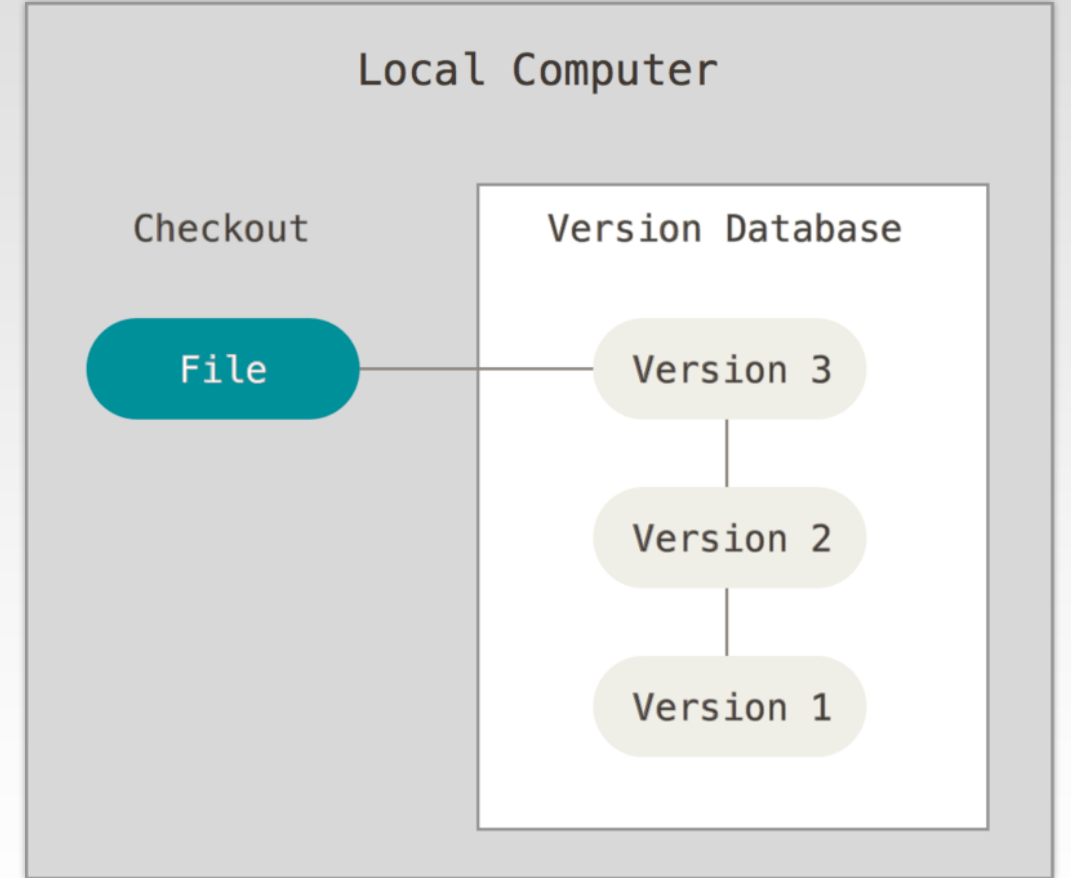 Local Computer
Checkout
Version Database
File
Version 3
Version 2
Version 1